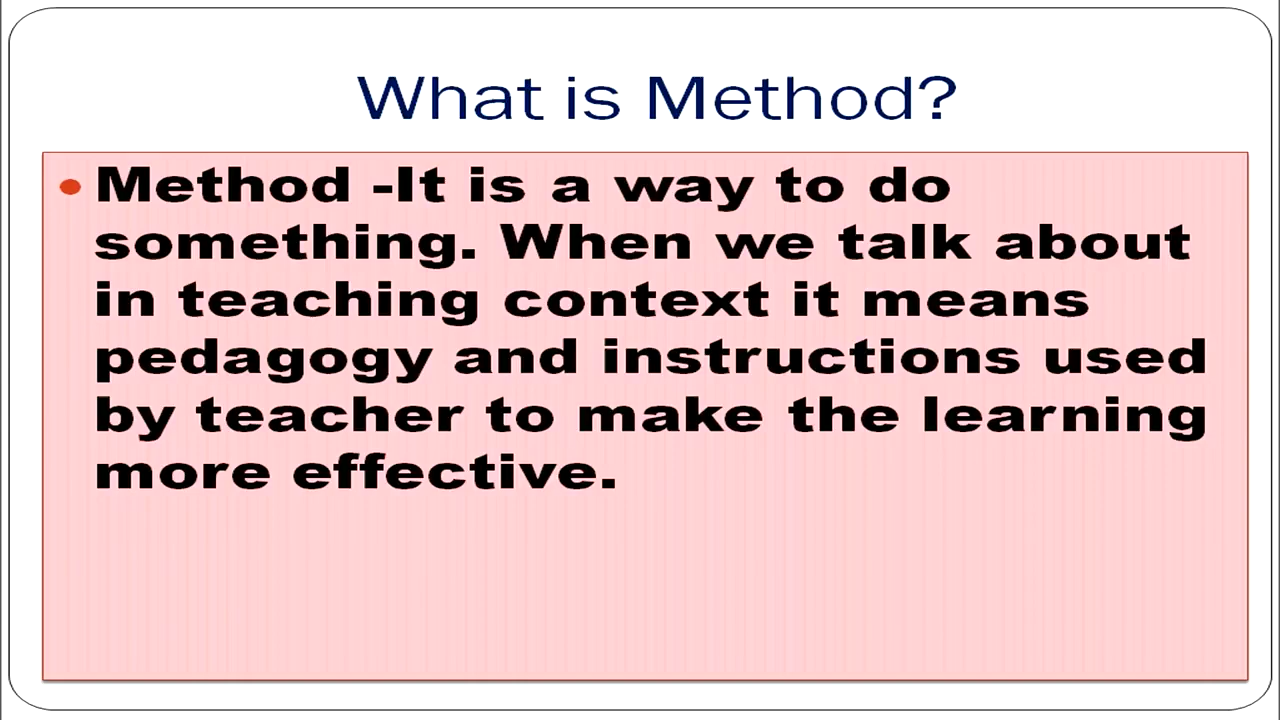 What is Method?
• Method -It is a way to do
something. When we talk about
in teaching context it means
pedagogy and instructions used
by teacher to make the learning
more effective.